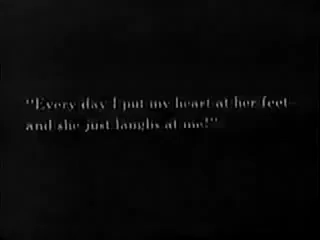 "Every day I put my heart at her feet—
and she just laughs at me!"